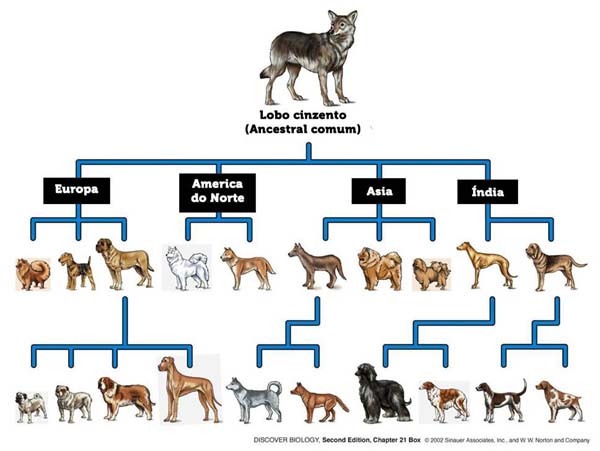 Lobo cinzento
(Ancestral comum)
Europa
America
do Norte
Asia
Índia
DISCOVER BIOLOGY, Second Edition, Chapter 21 Box © 2002 Sinauer Associates, Inc., and W. W. Norton and Company